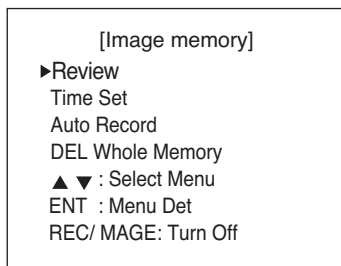 [Image memory]
▶Review
Time Set
Auto Record
DEL Whole Memory
▲ ▼ : Select Menu
ENT : Menu Det
REC/ MAGE: Turn Off